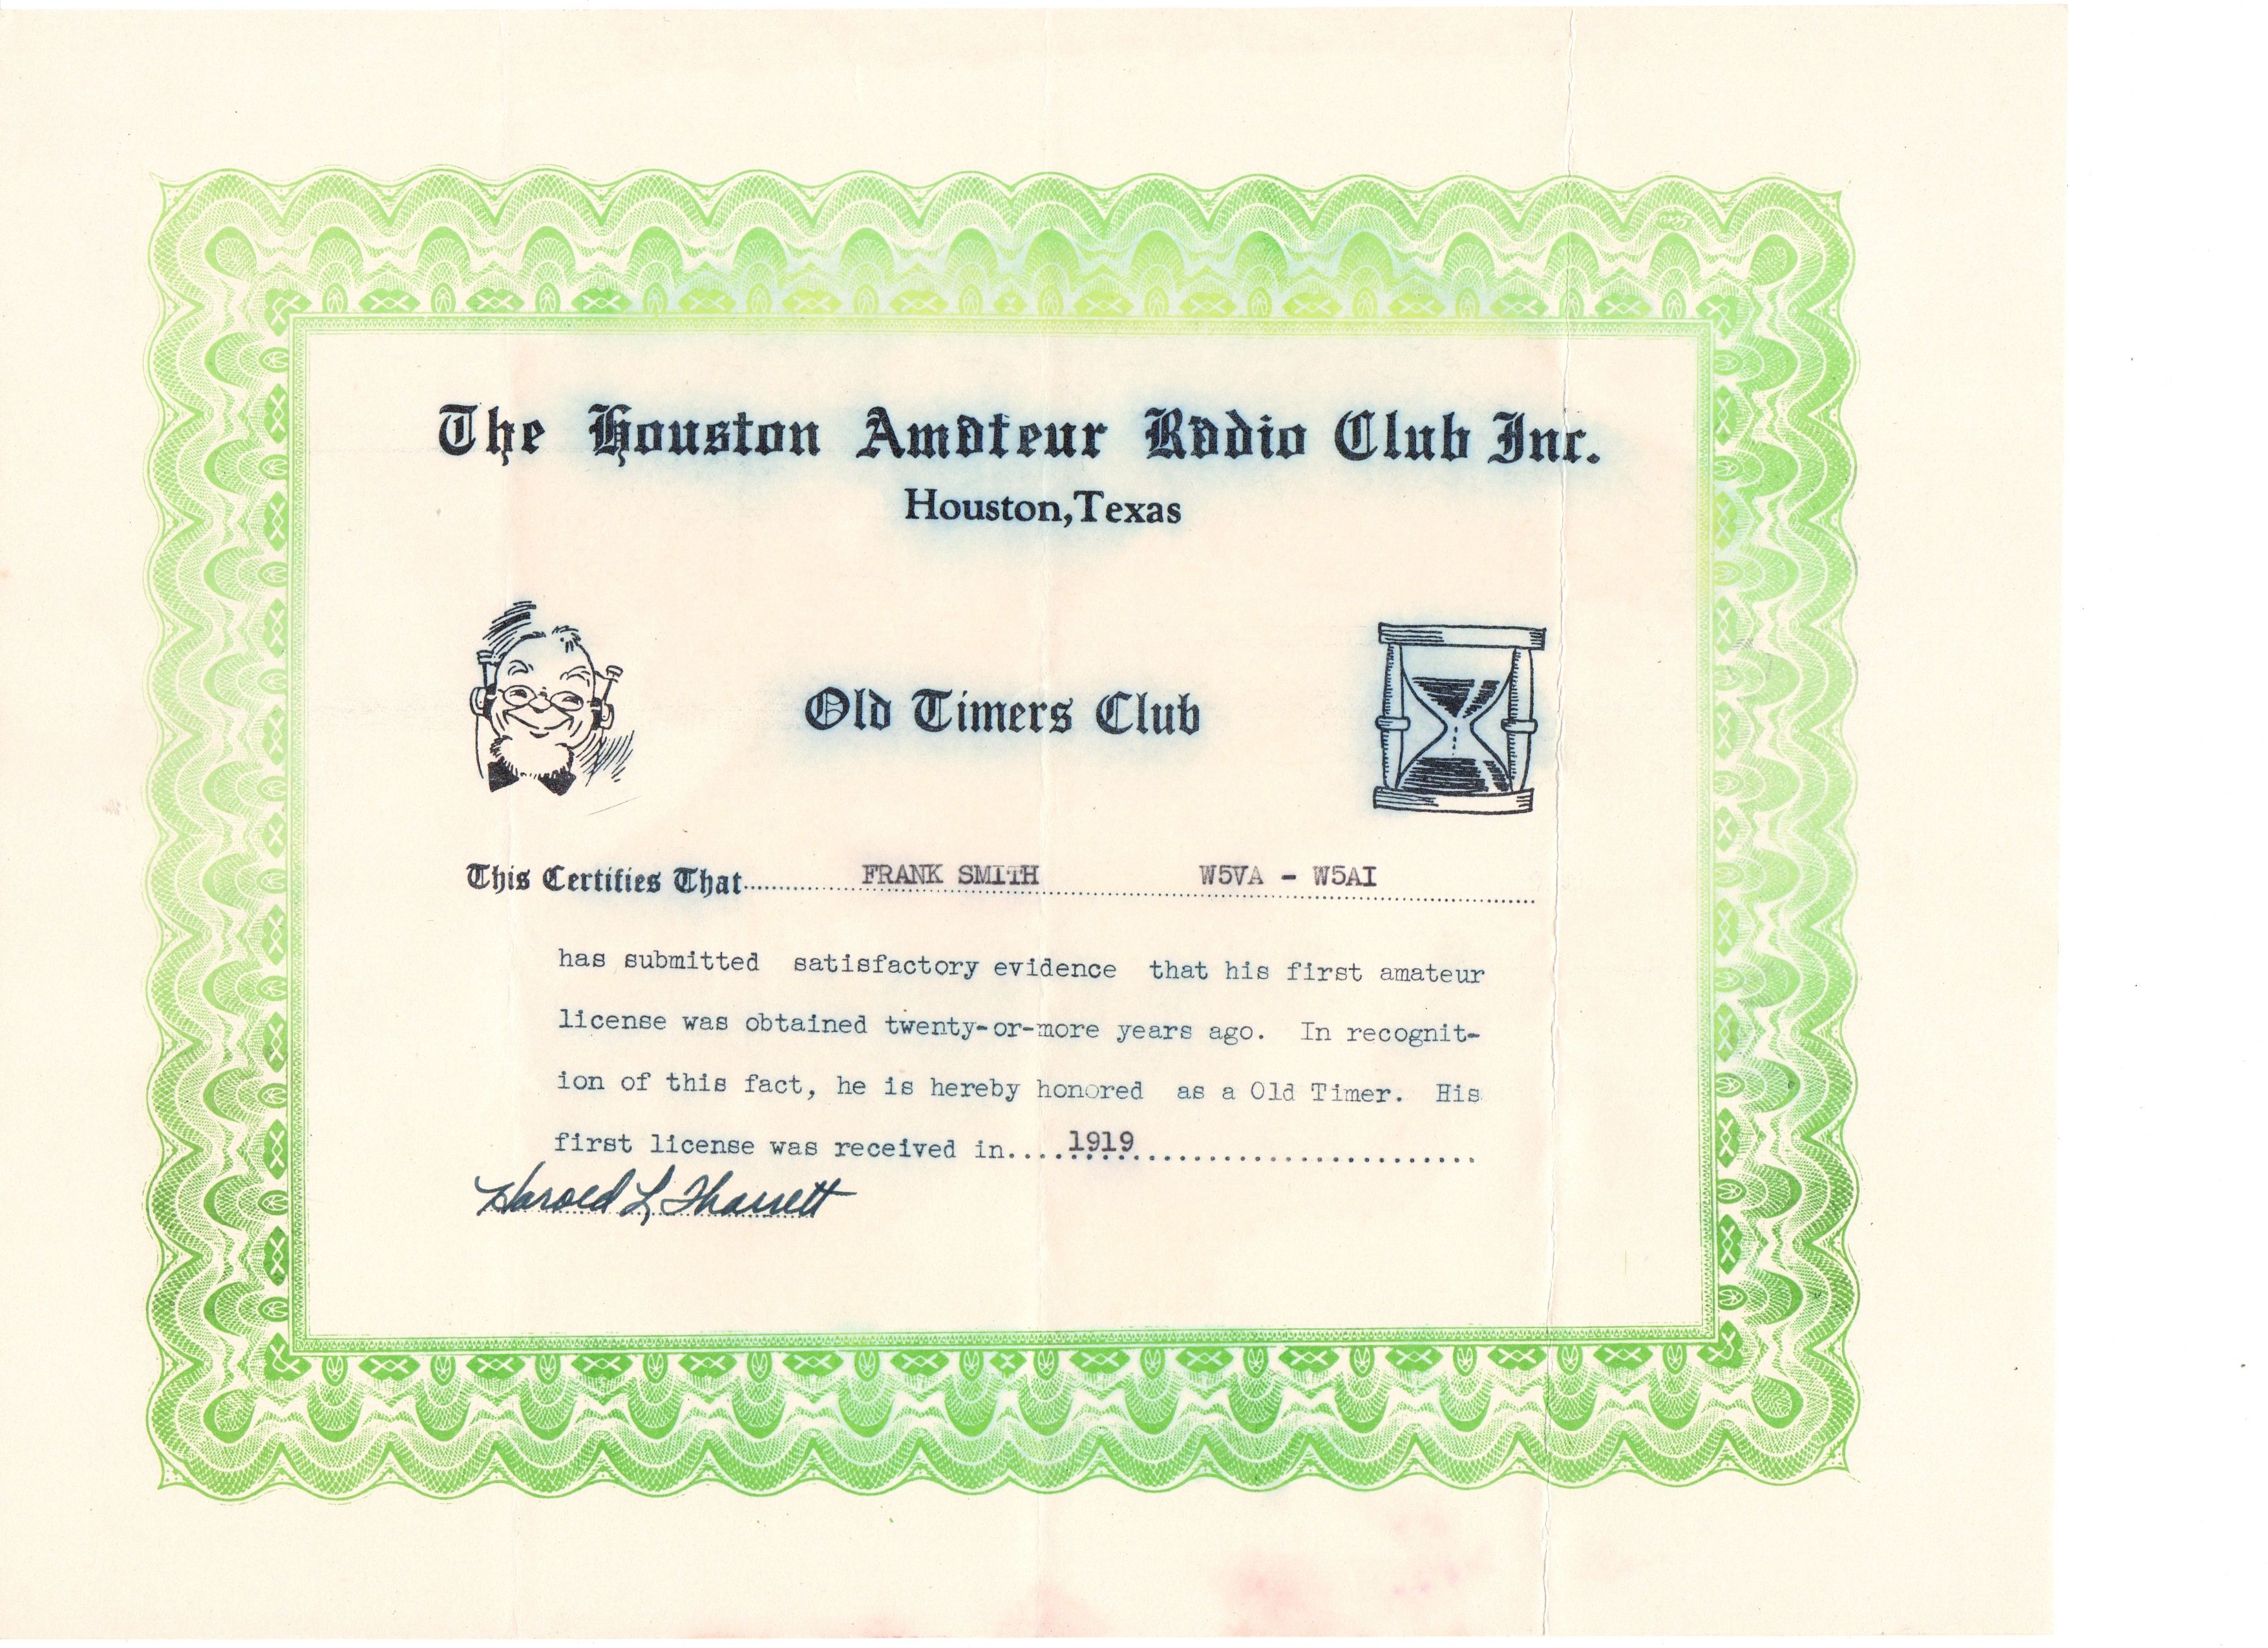 The Houston Amateur Radio Club Inc.
Houston, Texas
Old Timers Club
This Certifies That FRANK SMITH W5VA - W5AI
has submitted satisfactory evidence that his first amateur
license was obtained twenty-or-more years ago. In recognit-
ion of this fact, he is hereby honored as a Old Timer. His
first license was received in....1919
Harold L.